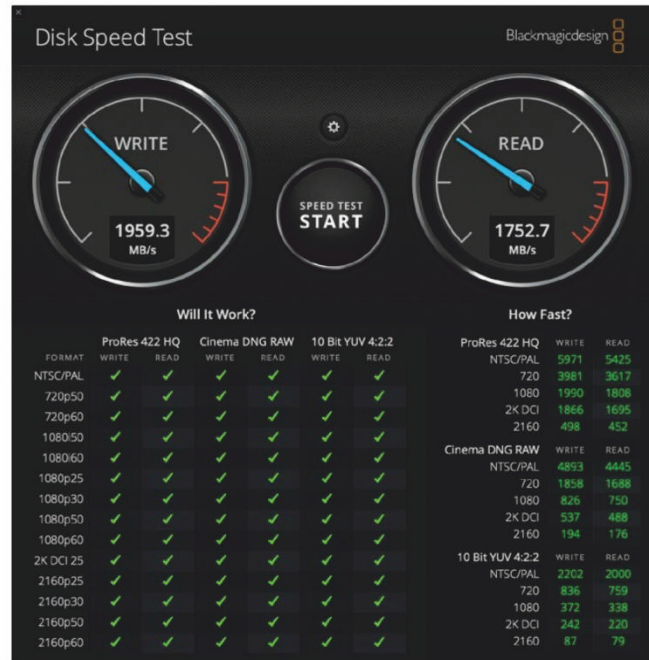 Disk Speed Test
Blackmagicdesign
WRITE
1959.3
MB/s
SPEED TEST
START
READ
1752.7
MB/s
Will It Work?
ProRes 422 HQ Cinema DNG RAW 10 Bit YUV 4:2:2
FORMAT WRITE READ WRITE READ WRITE READ
NTSC/PAL ✓ ✓ ✓ ✓ ✓ ✓
720p50 ✓ ✓ ✓ ✓ ✓ ✓
720p60 ✓ ✓ ✓ ✓ ✓ ✓
1080i50 ✓ ✓ ✓ ✓ ✓ ✓
1080i60 ✓ ✓ ✓ ✓ ✓ ✓
1080p25 ✓ ✓ ✓ ✓ ✓ ✓
1080p30 ✓ ✓ ✓ ✓ ✓ ✓
1080p50 ✓ ✓ ✓ ✓ ✓ ✓
1080p60 ✓ ✓ ✓ ✓ ✓ ✓
2K DCI 25 ✓ ✓ ✓ ✓ ✓ ✓
2160p25 ✓ ✓ ✓ ✓ ✓ ✓
2160p30 ✓ ✓ ✓ ✓ ✓ ✓
2160p50 ✓ ✓ ✓ ✓ ✓ ✓
2160p60 ✓ ✓ ✓ ✓ ✓ ✓
How Fast?
ProRes 422 HQ WRITE READ
NTSC/PAL 5971 5425
720 3981 3617
1080 1990 1808
2K DCI 1866 1695
2160 498 452
Cinema DNG RAW WRITE READ
NTSC/PAL 4893 4445
720 1858 1688
1080 826 750
2K DCI 537 488
2160 194 176
10 Bit YUV 4:2:2 WRITE READ
NTSC/PAL 2202 2000
720 836 759
1080 372 338
2K DCI 242 220
2160 87 79